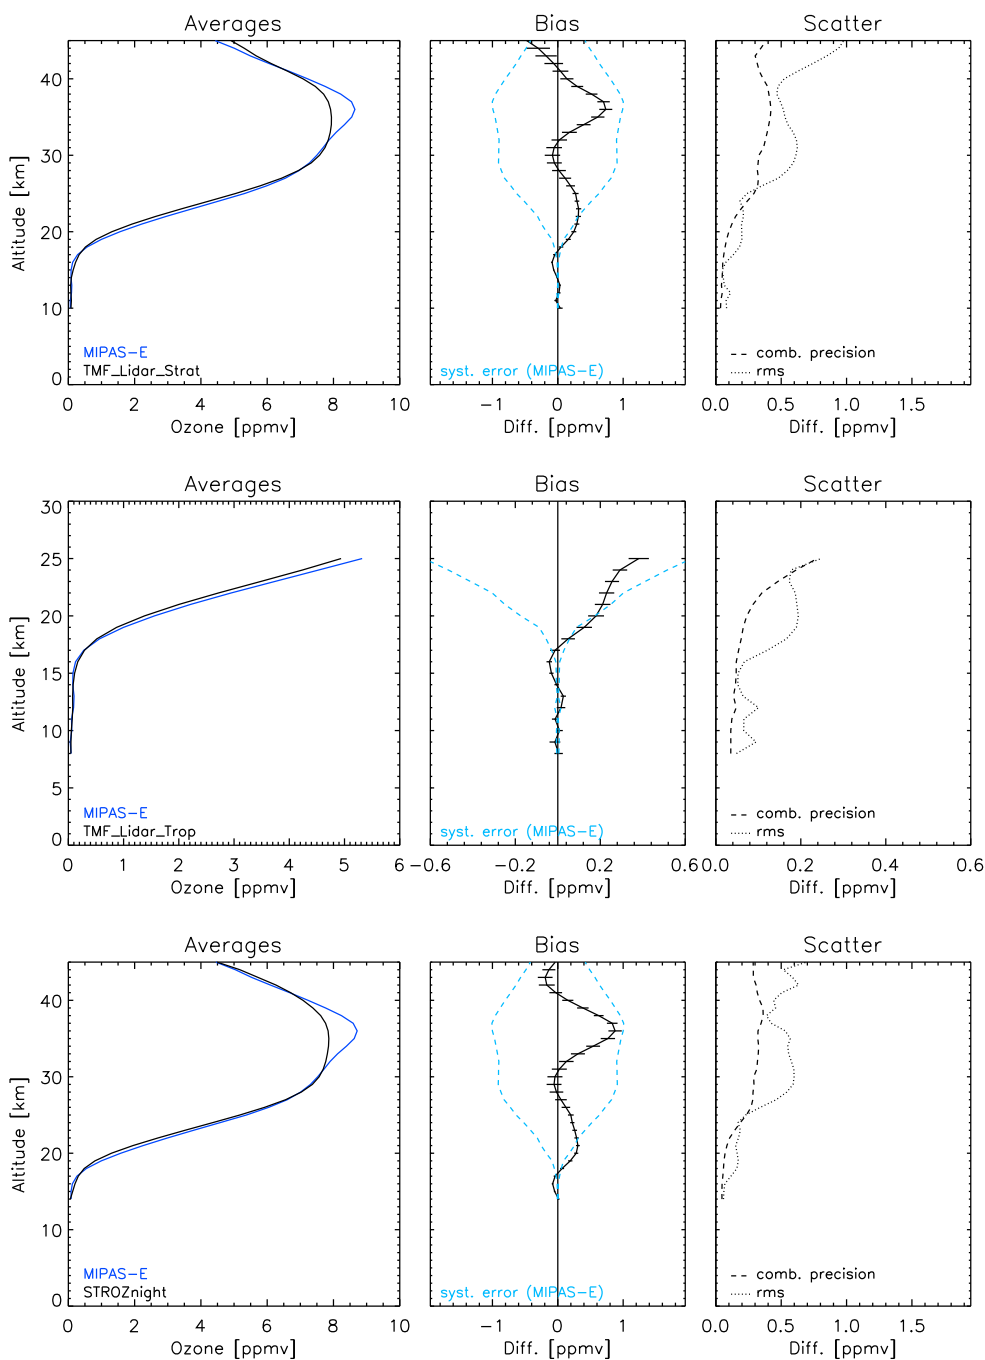 Averages Bias Scatter
40
30
20
10
0
Altitude [km]
MIPAS−E
TMF_Lidar_Strat
syst. error (MIPAS−E)
comb. precision
rms
0 2 4 6 8 10 −1 0 1 0.0 0.5 1.0 1.5
Ozone [ppmv] Diff. [ppmv] Diff. [ppmv]
Averages Bias Scatter
30
25
20
15
10
5
0
Altitude [km]
MIPAS−E
TMF_Lidar_Trop
syst. error (MIPAS−E)
comb. precision
rms
0 1 2 3 4 5 6 −0.6 −0.2 0.2 0.6 0.0 0.2 0.4 0.6
Ozone [ppmv] Diff. [ppmv] Diff. [ppmv]
Averages Bias Scatter
40
30
20
10
0
Altitude [km]
MIPAS−E
STROZnight
syst. error (MIPAS−E)
comb. precision
rms
0 2 4 6 8 10 −1 0 1 0.0 0.5 1.0 1.5
Ozone [ppmv] Diff. [ppmv] Diff. [ppmv]